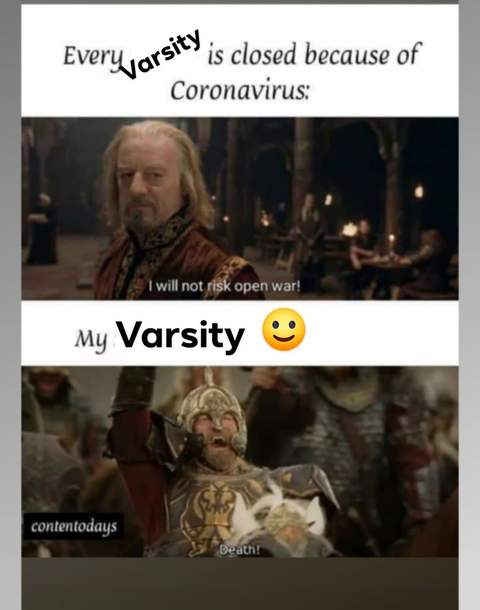 Every Varsity is closed because of
Coronavirus:
I will not risk open war!
My Varsity 🙂
contentodays
Death!